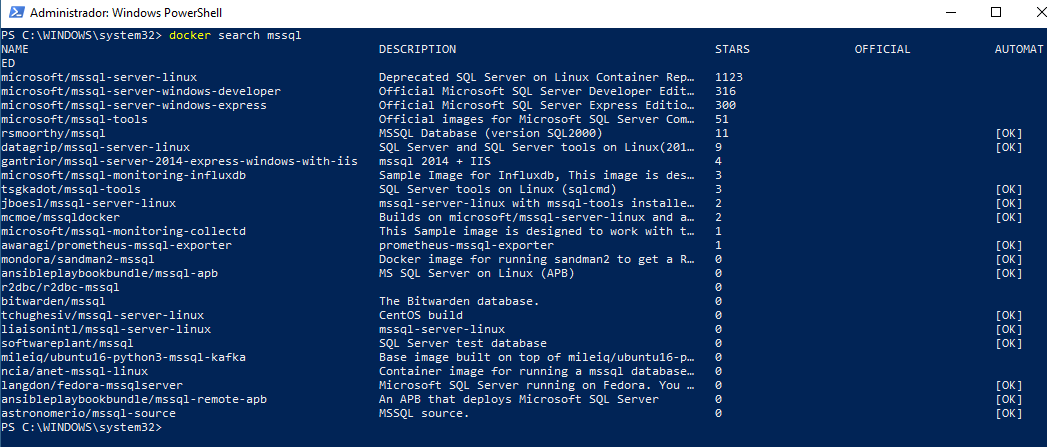 Administrador: Windows PowerShell
PS C:\WINDOWS\system32> docker search mssql
NAME DESCRIPTION STARS OFFICIAL AUTOMAT
ED
microsoft/mssql-server-linux Deprecated SQL Server on Linux Container Rep… 1123
microsoft/mssql-server-windows-developer Official Microsoft SQL Server Developer Edit… 316
microsoft/mssql-server-windows-express Official Microsoft SQL Server Express Editio… 300
microsoft/mssql-tools Official images for Microsoft SQL Server Com… 51
rsmoorthy/mssql MSSQL Database (version SQL2000) 11 [OK]
datagrip/mssql-server-linux SQL Server and SQL Server tools on Linux(201… 9 [OK]
gantrior/mssql-server-2014-express-windows-with-iis mssql 2014 + IIS 4
microsoft/mssql-monitoring-influxdb Sample Image for Influxdb, This image is des… 3
tsgkadot/mssql-tools SQL Server tools on Linux (sqlcmd) 3 [OK]
jboesl/mssql-server-linux mssql-server-linux with mssql-tools installe… 2 [OK]
mcmoe/mssqldocker Builds on microsoft/mssql-server-linux and a… 2 [OK]
microsoft/mssql-monitoring-collectd This Sample image is designed to work with t… 1
awaragi/prometheus-mssql-exporter prometheus-mssql-exporter 1 [OK]
mondora/sandman2-mssql Docker image for running sandman2 to get a R… 0 [OK]
ansibleplaybookbundle/mssql-apb MS SQL Server on Linux (APB) 0 [OK]
r2dbc/r2dbc-mssql 0
bitwarden/mssql The Bitwarden database. 0
tchughesiv/mssql-server-linux CentOS build 0 [OK]
liaisonintl/mssql-server-linux mssql-server-linux 0 [OK]
softwareplant/mssql SQL Server test database 0 [OK]
mileiq/ubuntu16-python3-mssql-kafka Base image built on top of mileiq/ubuntu16-p… 0
ncia/anet-mssql-linux Container image for running a mssql database… 0
langdon/fedora-mssqlserver Microsoft SQL Server running on Fedora. You … 0 [OK]
ansibleplaybookbundle/mssql-remote-apb An APB that deploys Microsoft SQL Server 0 [OK]
astronomerio/mssql-source MSSQL source. 0 [OK]
PS C:\WINDOWS\system32>